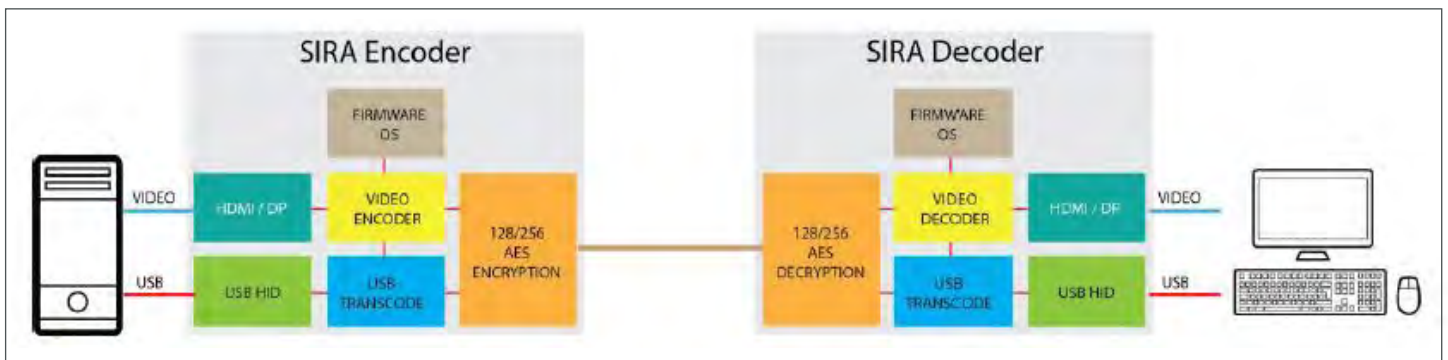 SIRA Encoder
FIRMWARE
OS
VIDEO
HDMI / DP
VIDEO
ENCODER
128/256
AES
ENCRYPTION
USB
USB HID
USB
TRANSCODE
SIRA Decoder
FIRMWARE
OS
128/256
AES
DECRYPTION
VIDEO
DECODER
HDMI / DP
VIDEO
USB
TRANSCODE
USB HID
USB